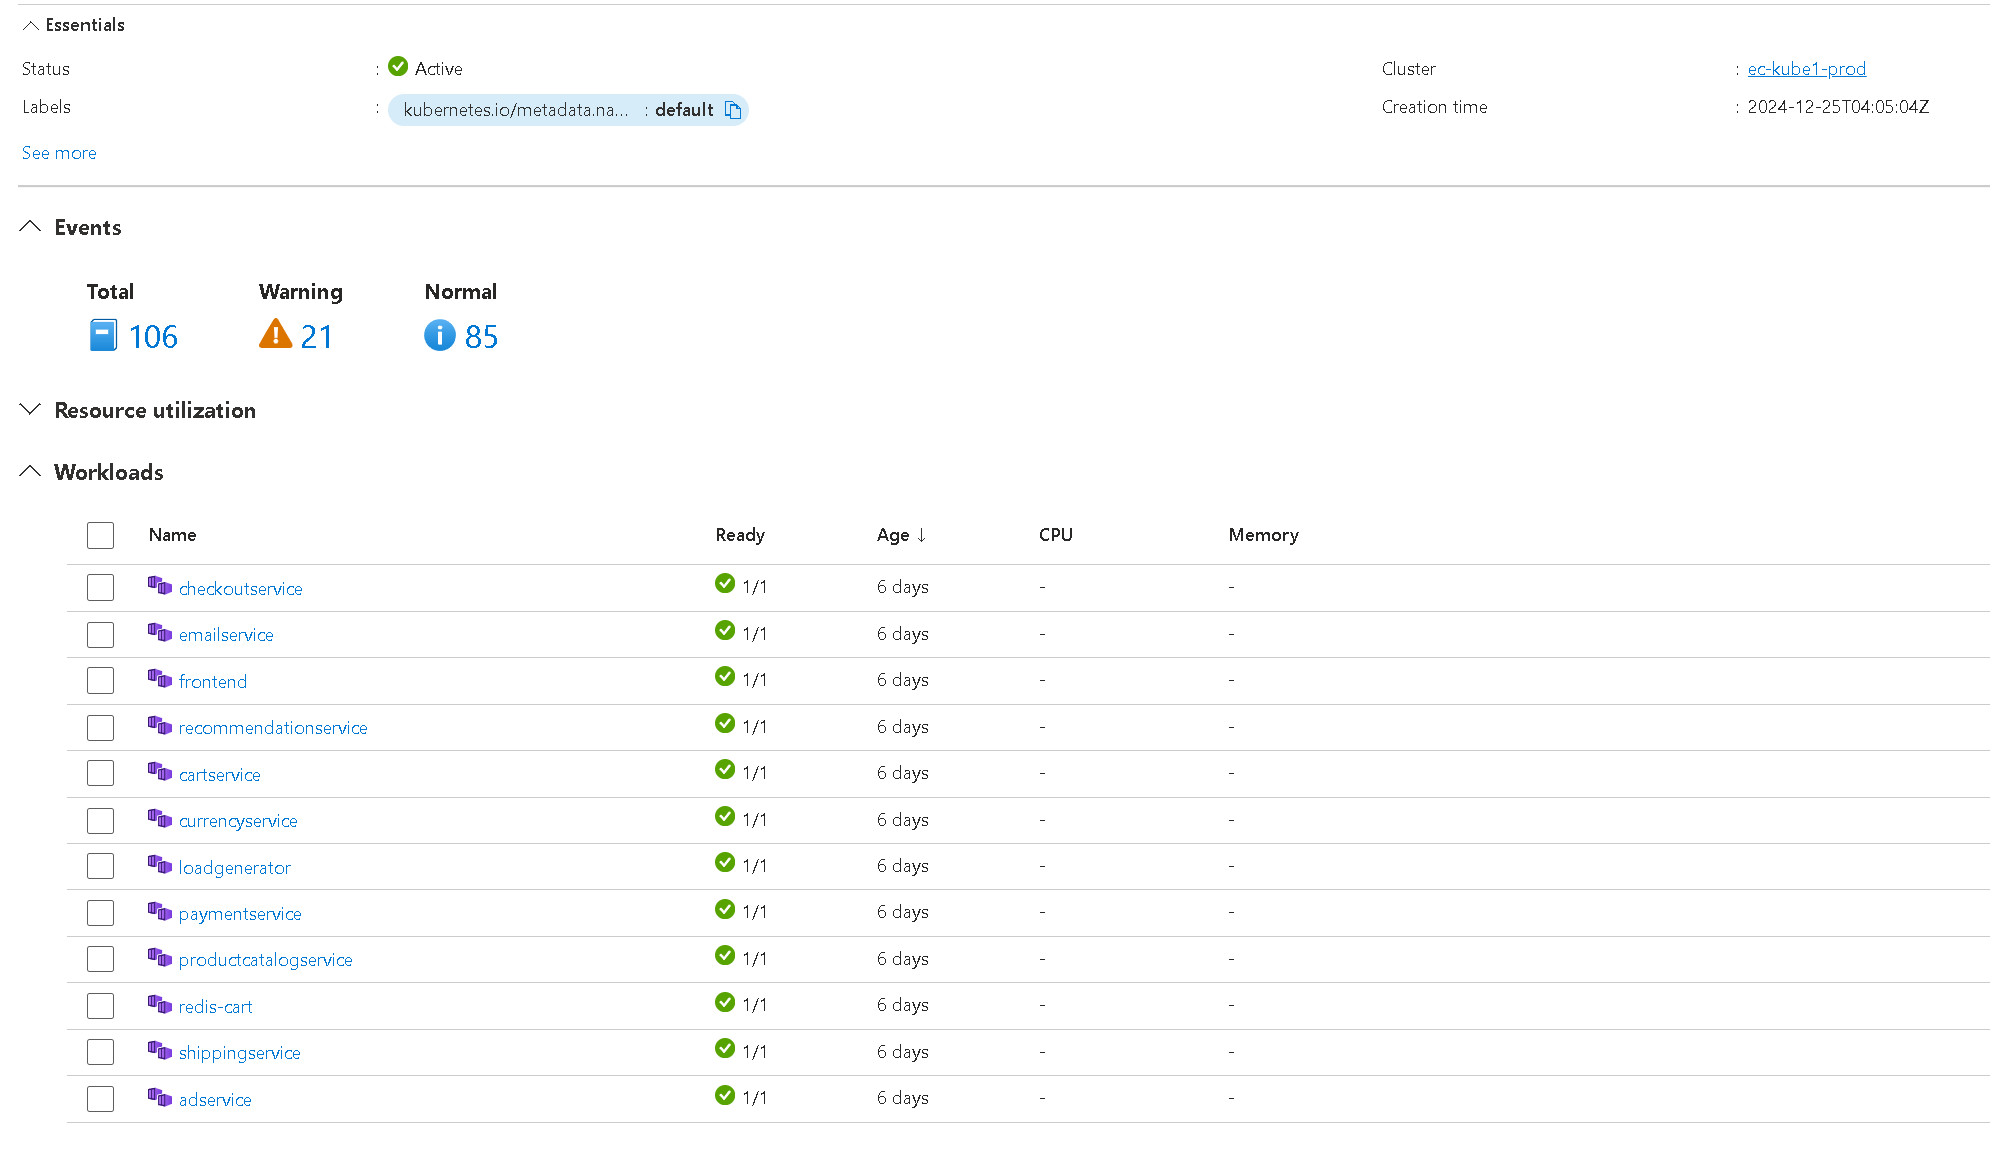 Essentials
Status : Active Cluster : ec-kube1-prod
Labels : kubernetes.io/metadata.na... : default Creation time : 2024-12-25T04:05:04Z
See more
Events
Total Warning Normal
106 21 85
Resource utilization
Workloads
Name Ready Age ↓ CPU Memory
checkoutservice 1/1 6 days - -
emailservice 1/1 6 days - -
frontend 1/1 6 days - -
recommendationservice 1/1 6 days - -
cartservice 1/1 6 days - -
currencyservice 1/1 6 days - -
loadgenerator 1/1 6 days - -
paymentservice 1/1 6 days - -
productcatalogservice 1/1 6 days - -
redis-cart 1/1 6 days - -
shippingservice 1/1 6 days - -
adservice 1/1 6 days - -